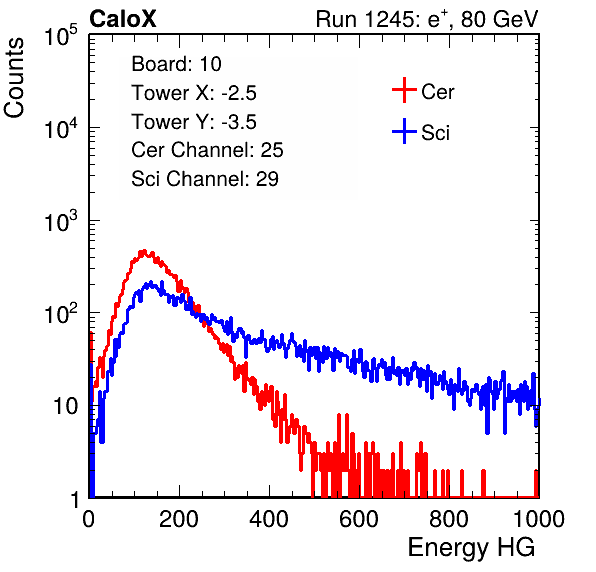 CaloX Run 1245: e⁺, 80 GeV
Counts
Board: 10
Tower X: -2.5
Tower Y: -3.5
Cer Channel: 25
Sci Channel: 29
Cer
Sci
10⁵
10⁴
10³
10²
10
1
0 200 400 600 800 1000
Energy HG